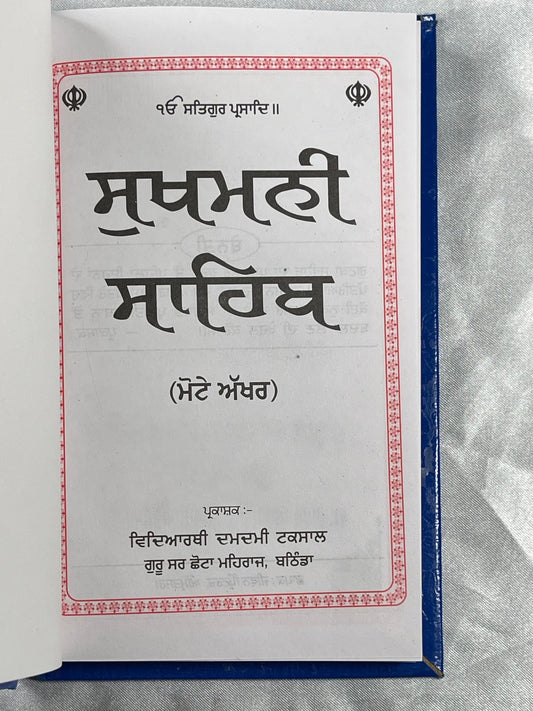 ੴ ਸਤਿਗੁਰ ਪ੍ਰਸਾਦਿ॥
ਸੁਖਮਨੀ
ਸਾਹਿਬ
(ਮੋਟੇ ਅੱਖਰ)
ਪ੍ਰਕਾਸ਼ਕ :-
ਵਿਦਿਆਰਥੀ ਦਮਦਮੀ ਟਕਸਾਲ
ਗੁਰੂ ਸਰ ਛੋਟਾ ਮਹਿਰਾਜ, ਬਠਿੰਡਾ